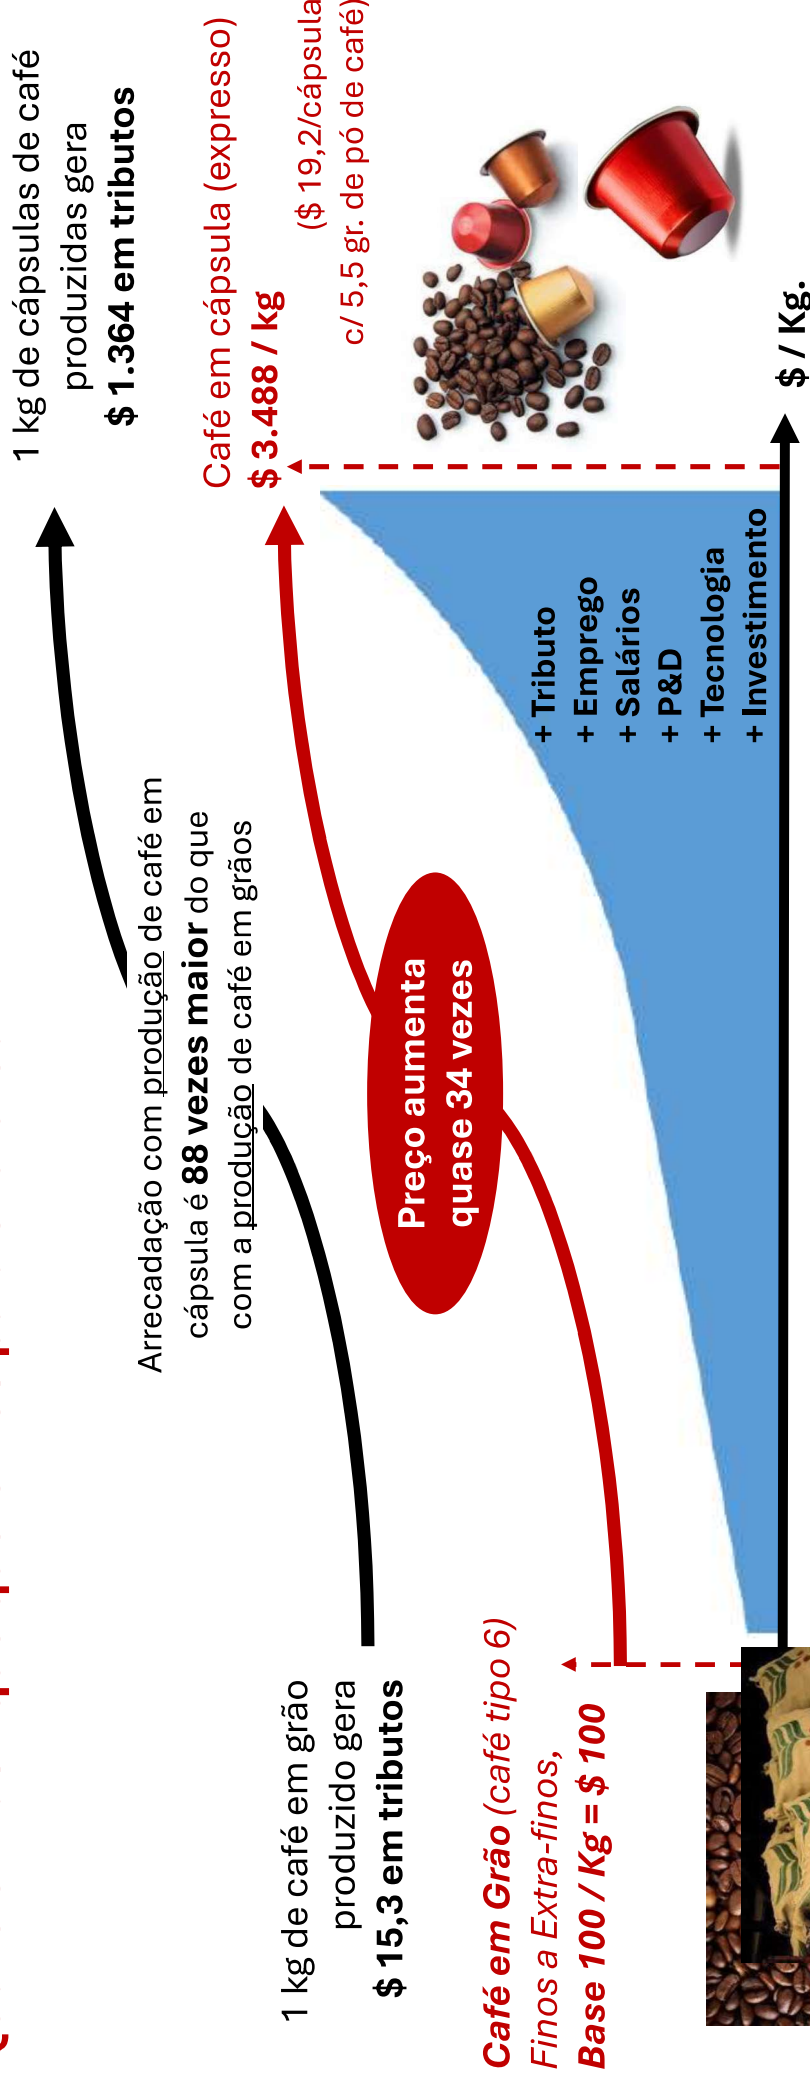 1 kg de café em grão
produzido gera
$ 15,3 em tributos
Arrecadação com produção de café em
cápsula é 88 vezes maior do que
com a produção de café em grãos
1 kg de cápsulas de café
produzidas gera
$ 1.364 em tributos
Café em Grão (café tipo 6)
Finos a Extra-finos,
Base 100 / Kg = $ 100
Preço aumenta
quase 34 vezes
Café em cápsula (expresso)
$ 3.488 / kg
($ 19,2/cápsula
c/ 5,5 gr. de pó de café)
+ Tributo
+ Emprego
+ Salários
+ P&D
+ Tecnologia
+ Investimento
$ / Kg.